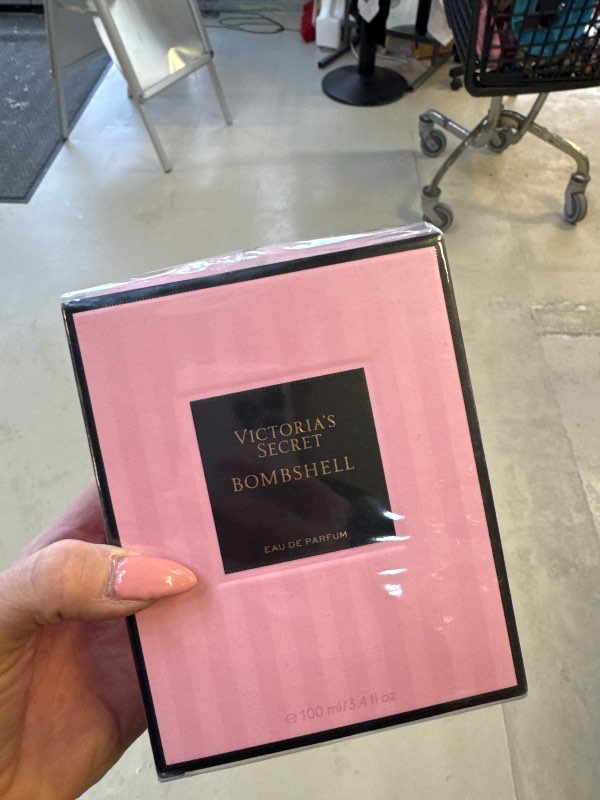 VICTORIA'S
SECRET
BOMBSHELL
EAU DE PARFUM
℮ 100 ml/3.4 fl oz